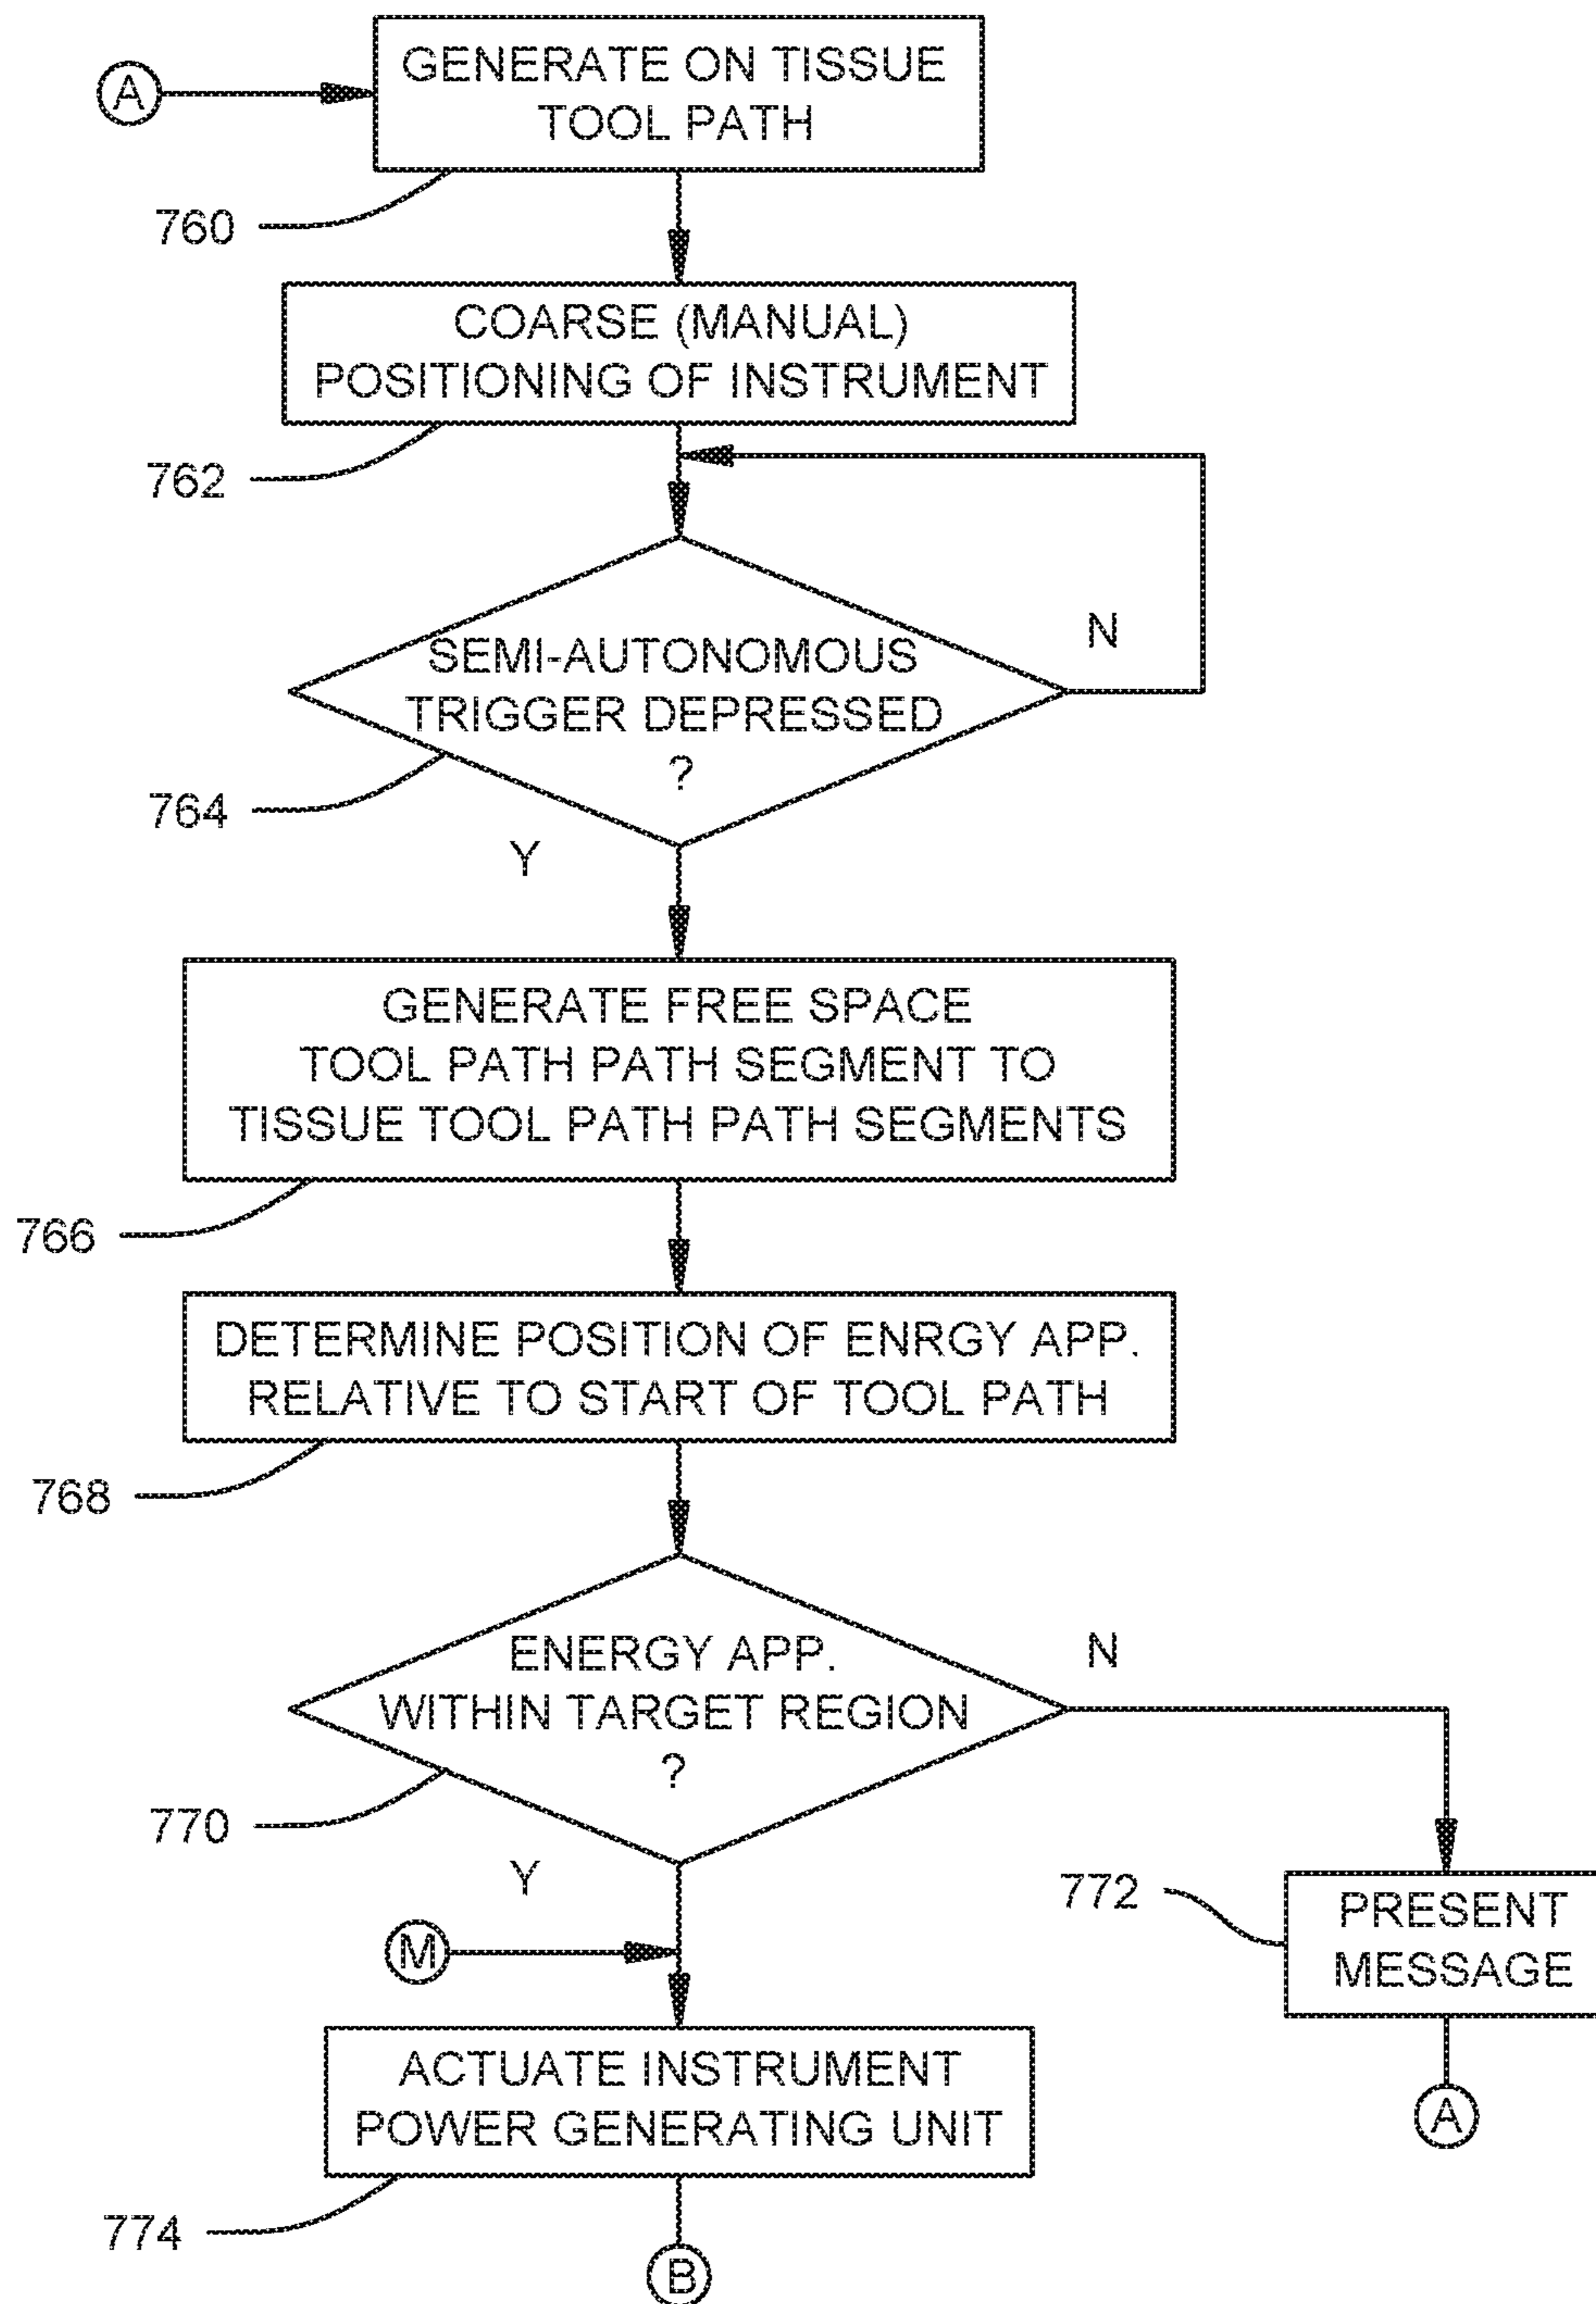 A
GENERATE ON TISSUE
TOOL PATH
760
COARSE (MANUAL)
POSITIONING OF INSTRUMENT
762
SEMI-AUTONOMOUS
TRIGGER DEPRESSED
?
N
764
Y
GENERATE FREE SPACE
TOOL PATH PATH SEGMENT TO
TISSUE TOOL PATH PATH SEGMENTS
766
DETERMINE POSITION OF ENRGY APP.
RELATIVE TO START OF TOOL PATH
768
ENERGY APP.
WITHIN TARGET REGION
?
N
770
Y
772
PRESENT
MESSAGE
A
M
ACTUATE INSTRUMENT
POWER GENERATING UNIT
774
B